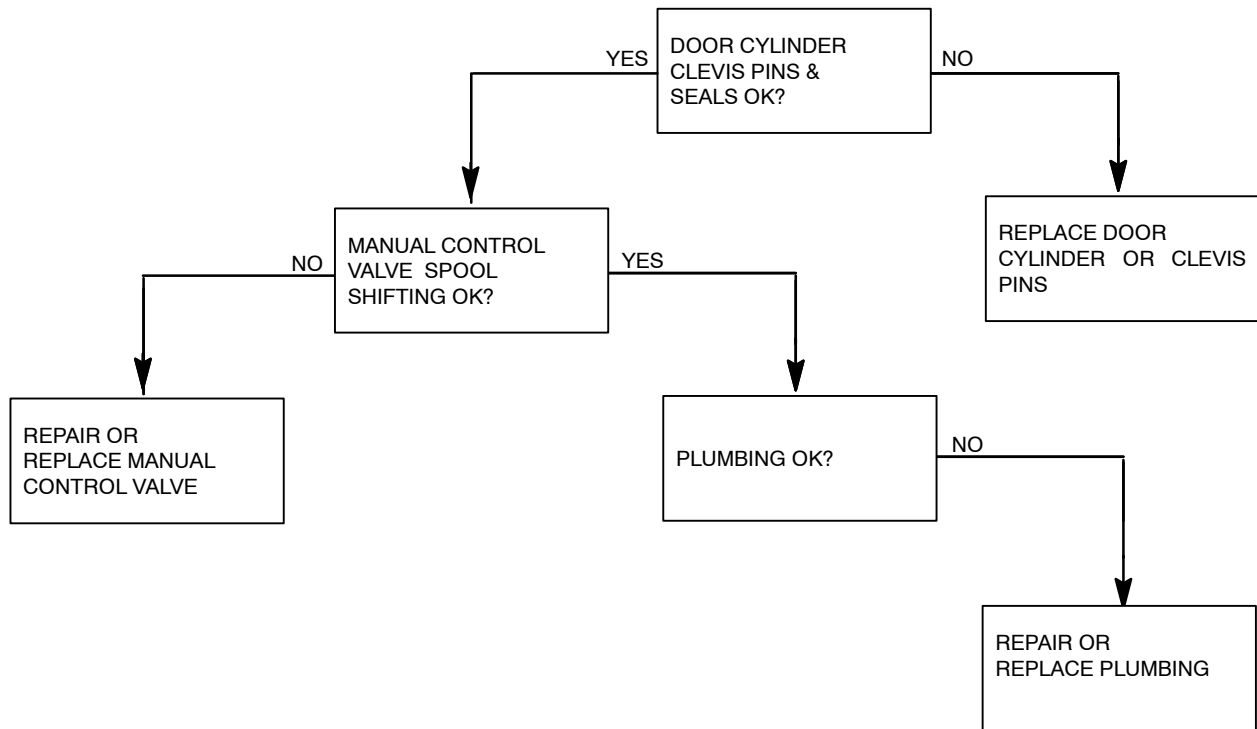 DOOR CYLINDER
CLEVIS PINS &
SEALS OK?
YES
NO
MANUAL CONTROL
VALVE SPOOL
SHIFTING OK?
NO
YES
REPLACE DOOR
CYLINDER OR CLEVIS
PINS
REPAIR OR
REPLACE MANUAL
CONTROL VALVE
PLUMBING OK?
NO
REPAIR OR
REPLACE PLUMBING